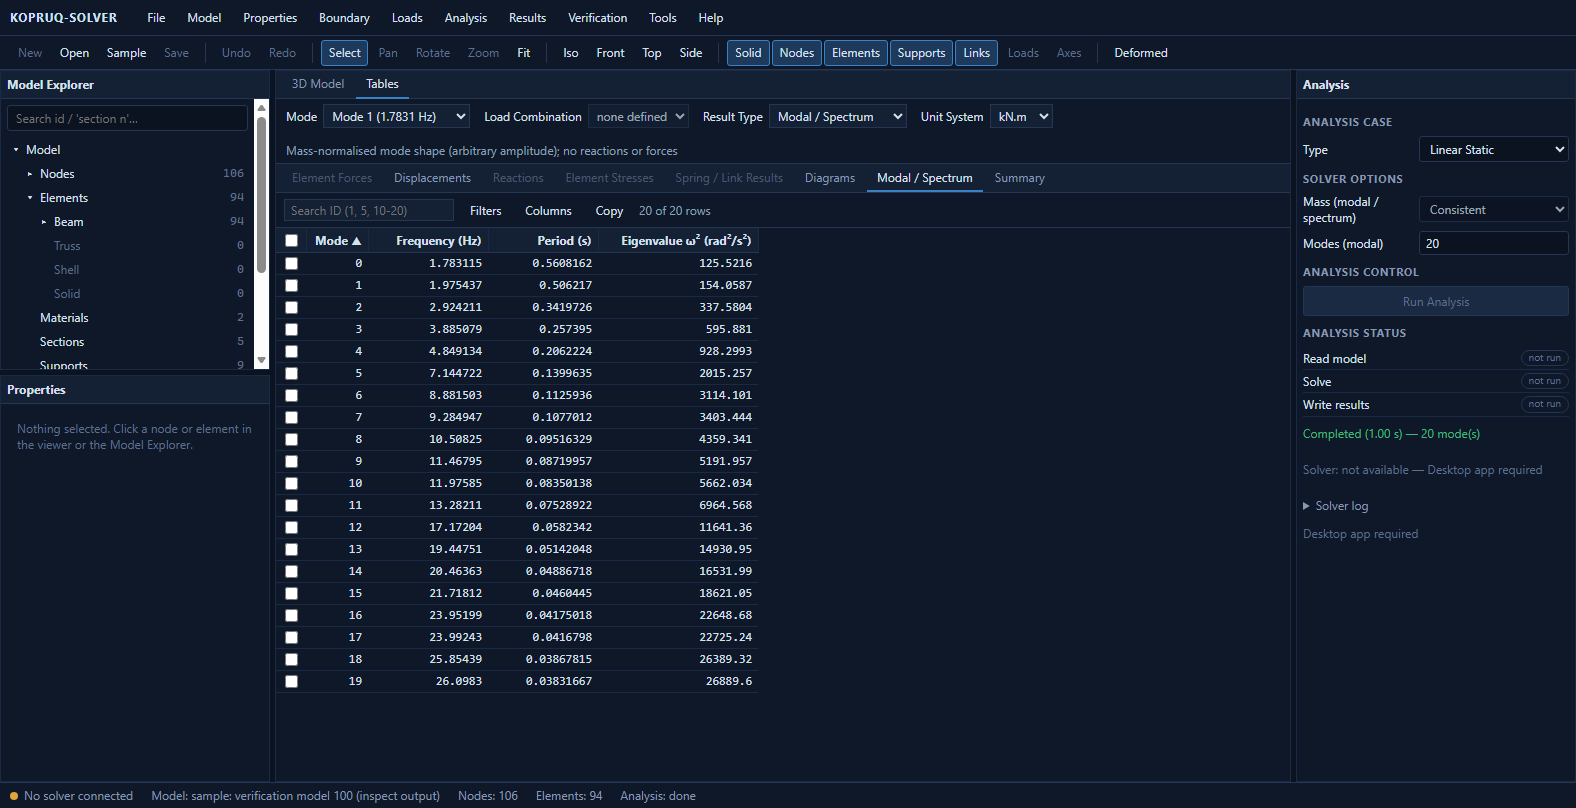 KOPRUQ-SOLVER File Model Properties Boundary Loads Analysis Results Verification Tools Help
New Open Sample Save Undo Redo Select Pan Rotate Zoom Fit Iso Front Top Side Solid Nodes Elements Supports Links Loads Axes Deformed
Model Explorer
Search id / 'section n'...
Model
Nodes 106
Elements 94
Beam 94
Truss 0
Shell 0
Solid 0
Materials 2
Sections 5
Supports 9
Properties
Nothing selected. Click a node or element in
the viewer or the Model Explorer.
3D Model Tables
Mode Mode 1 (1.7831 Hz) Load Combination none defined Result Type Modal / Spectrum Unit System kN.m
Mass-normalised mode shape (arbitrary amplitude); no reactions or forces
Element Forces Displacements Reactions Element Stresses Spring / Link Results Diagrams Modal / Spectrum Summary
Search ID (1, 5, 10-20) Filters Columns Copy 20 of 20 rows
Mode ▲ Frequency (Hz) Period (s) Eigenvalue ω² (rad²/s²)
0 1.783115 0.5608162 125.5216
1 1.975437 0.506217 154.0587
2 2.924211 0.3419726 337.5804
3 3.885079 0.257395 595.881
4 4.849134 0.2062224 928.2993
5 7.144722 0.1399635 2015.257
6 8.881503 0.1125936 3114.101
7 9.284947 0.1077012 3403.444
8 10.50825 0.09516329 4359.341
9 11.46795 0.08719957 5191.957
10 11.97585 0.08350138 5662.034
11 13.28211 0.07528922 6964.568
12 17.17204 0.0582342 11641.36
13 19.44751 0.05142048 14930.95
14 20.46363 0.04886718 16531.99
15 21.71812 0.0460445 18621.05
16 23.95199 0.04175018 22648.68
17 23.99243 0.0416798 22725.24
18 25.85439 0.03867815 26389.32
19 26.0983 0.03831667 26889.6
Analysis
ANALYSIS CASE
Type Linear Static
SOLVER OPTIONS
Mass (modal /
spectrum) Consistent
Modes (modal) 20
ANALYSIS CONTROL
Run Analysis
ANALYSIS STATUS
Read model not run
Solve not run
Write results not run
Completed (1.00 s) — 20 mode(s)
Solver: not available — Desktop app required
Solver log
Desktop app required
No solver connected Model: sample: verification model 100 (inspect output) Nodes: 106 Elements: 94 Analysis: done